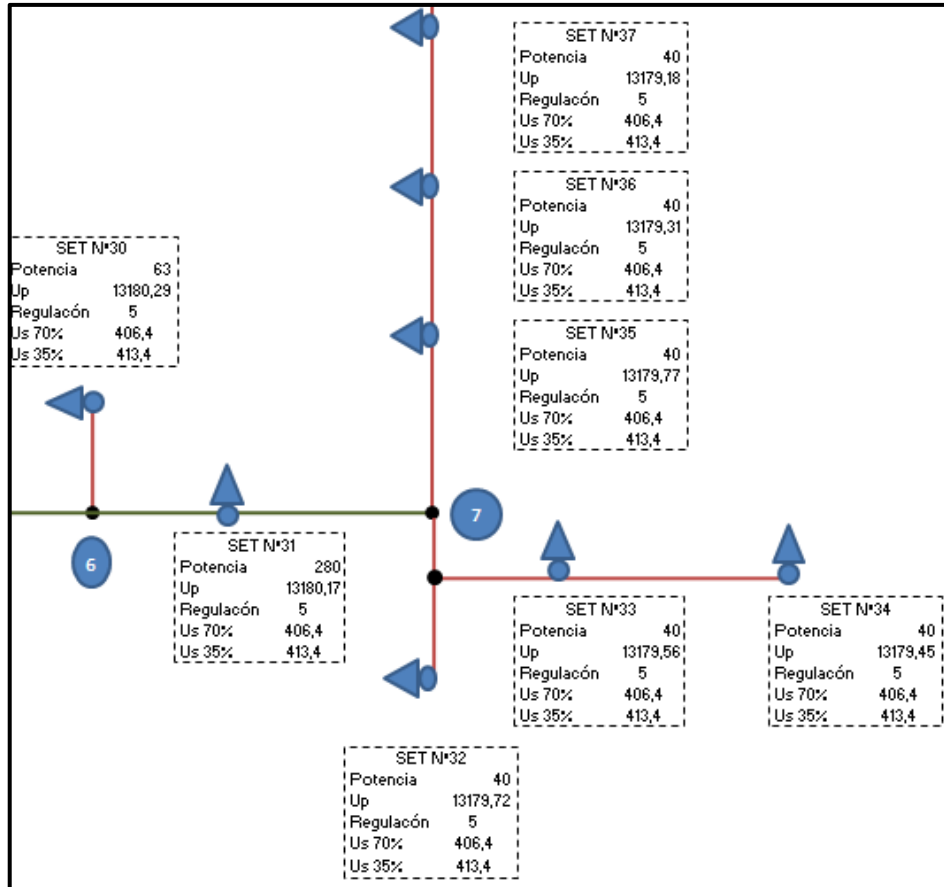 SET N°37
Potencia 40
Up 13179,18
Regulacón 5
Us 70% 406,4
Us 35% 413,4
SET N°36
Potencia 40
Up 13179,31
Regulacón 5
Us 70% 406,4
Us 35% 413,4
SET N°30
Potencia 63
Up 13180,29
Regulacón 5
Us 70% 406,4
Us 35% 413,4
SET N°35
Potencia 40
Up 13179,77
Regulacón 5
Us 70% 406,4
Us 35% 413,4
7
6
SET N°31
Potencia 280
Up 13180,17
Regulacón 5
Us 70% 406,4
Us 35% 413,4
SET N°33
Potencia 40
Up 13179,56
Regulacón 5
Us 70% 406,4
Us 35% 413,4
SET N°34
Potencia 40
Up 13179,45
Regulacón 5
Us 70% 406,4
Us 35% 413,4
SET N°32
Potencia 40
Up 13179,72
Regulacón 5
Us 70% 406,4
Us 35% 413,4